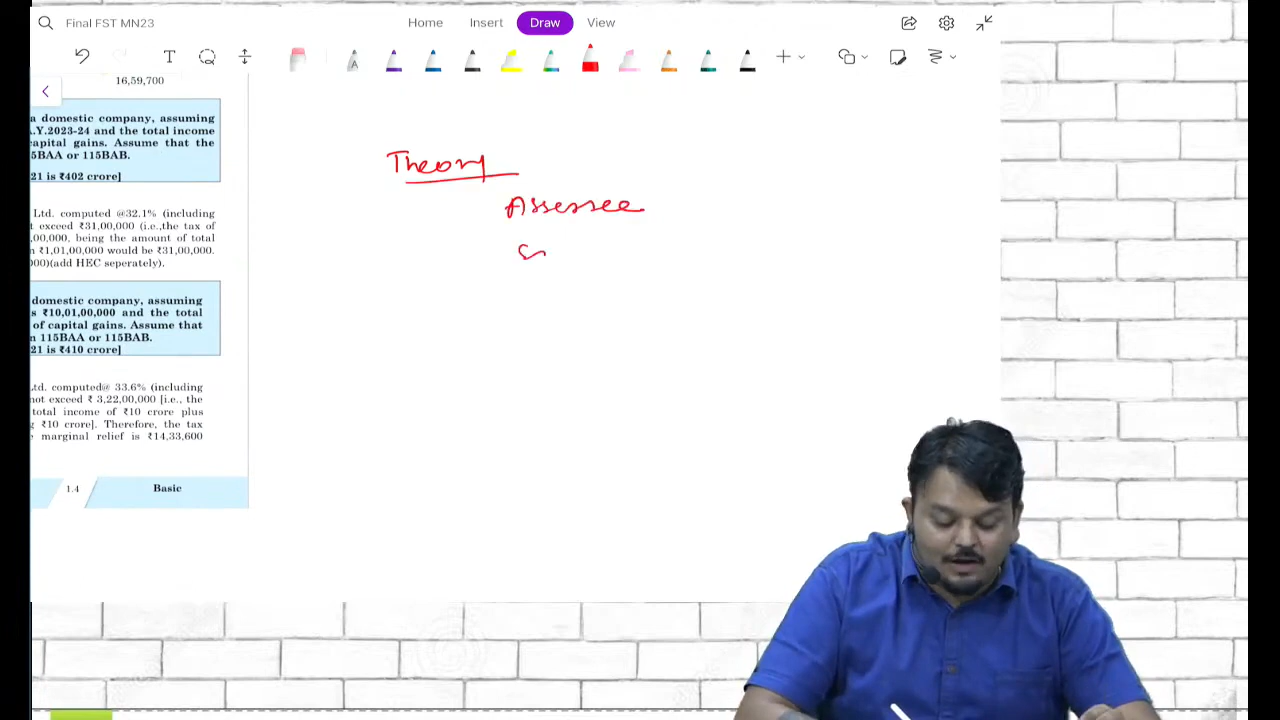 Final FST MN23
Home Insert Draw View
16,59,700
a domestic company, assuming
A.Y.2023-24 and the total income
capital gains. Assume that the
5BAA or 115BAB.
21 is ₹402 crore]
Ltd. computed @32.1% (including
not exceed ₹31,00,000 (i.e.,the tax of
,00,000, being the amount of total
n ₹1,01,00,000 would be ₹31,00,000.
000)(add HEC seperately).
domestic company, assuming
s ₹10,01,00,000 and the total
of capital gains. Assume that
n 115BAA or 115BAB.
21 is ₹410 crore]
Ltd. computed@ 33.6% (including
not exceed ₹ 3,22,00,000 [i.e., the
total income of ₹10 crore plus
g ₹10 crore]. Therefore, the tax
marginal relief is ₹14,33,600
1.4 Basic
Theory
Assessee